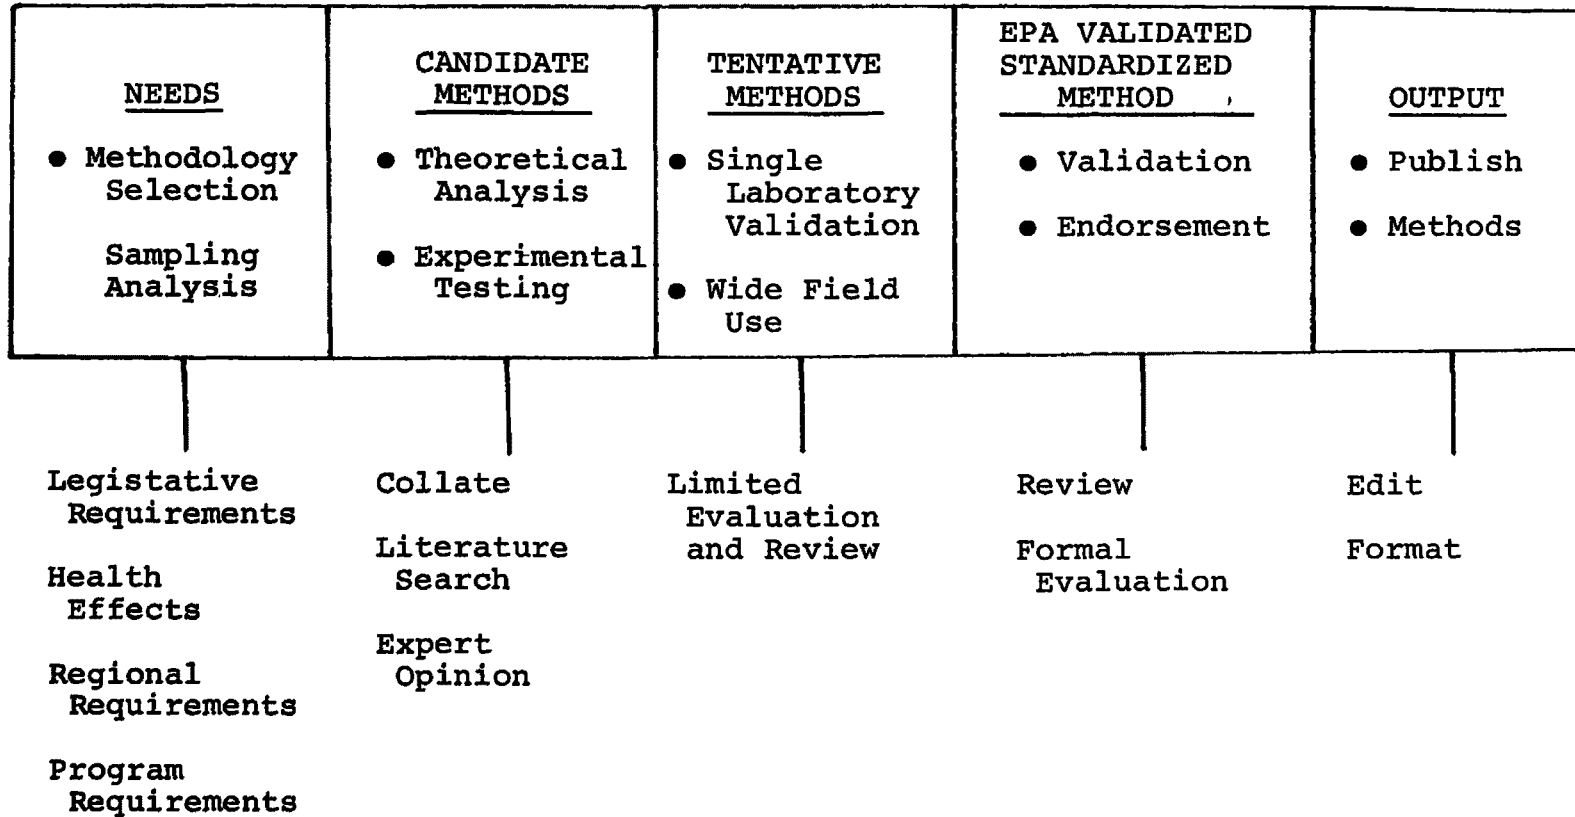 NEEDS
● Methodology
Selection
Sampling
Analysis
CANDIDATE
METHODS
● Theoretical
Analysis
● Experimental
Testing
TENTATIVE
METHODS
● Single
Laboratory
Validation
● Wide Field
Use
EPA VALIDATED
STANDARDIZED
METHOD
● Validation
● Endorsement
OUTPUT
● Publish
● Methods
Legistative
Requirements
Health
Effects
Regional
Requirements
Program
Requirements
Collate
Literature
Search
Expert
Opinion
Limited
Evaluation
and Review
Review
Formal
Evaluation
Edit
Format